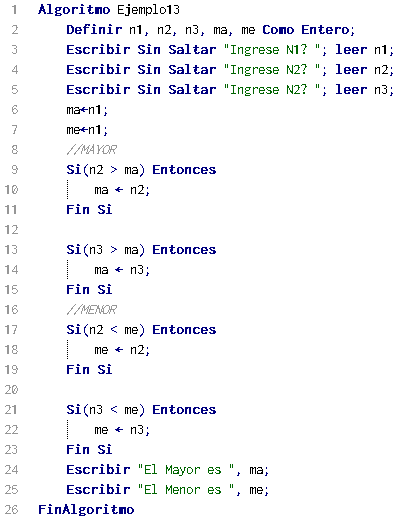 1 Algoritmo Ejemplo13
2 Definir n1, n2, n3, ma, me Como Entero;
3 Escribir Sin Saltar "Ingrese N1? "; leer n1;
4 Escribir Sin Saltar "Ingrese N2? "; leer n2;
5 Escribir Sin Saltar "Ingrese N2? "; leer n3;
6 ma←n1;
7 me←n1;
8 //MAYOR
9 Si(n2 > ma) Entonces
10 ma ← n2;
11 Fin Si
12
13 Si(n3 > ma) Entonces
14 ma ← n3;
15 Fin Si
16 //MENOR
17 Si(n2 < me) Entonces
18 me ← n2;
19 Fin Si
20
21 Si(n3 < me) Entonces
22 me ← n3;
23 Fin Si
24 Escribir "El Mayor es ", ma;
25 Escribir "El Menor es ", me;
26 FinAlgoritmo